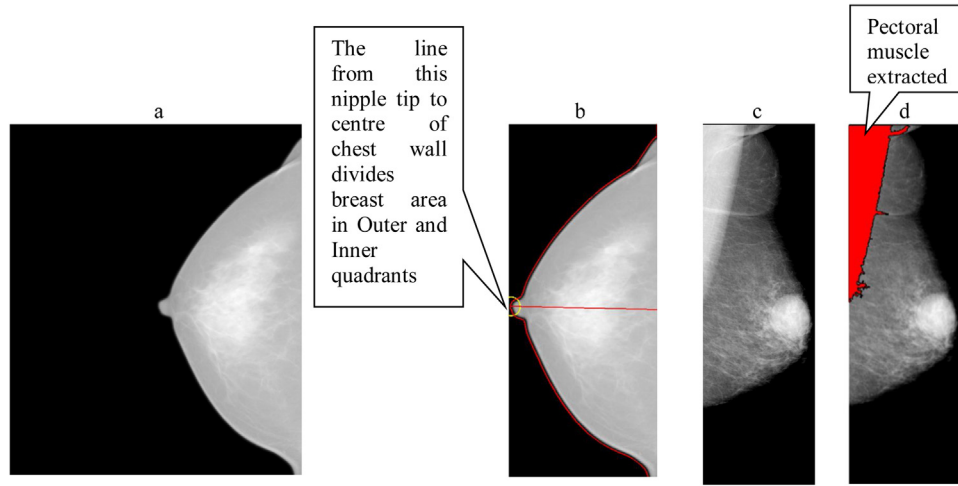 The line
from this
nipple tip to
centre of
chest wall
divides
breast area
in Outer and
Inner
quadrants
Pectoral
muscle
extracted
a
b
c
d